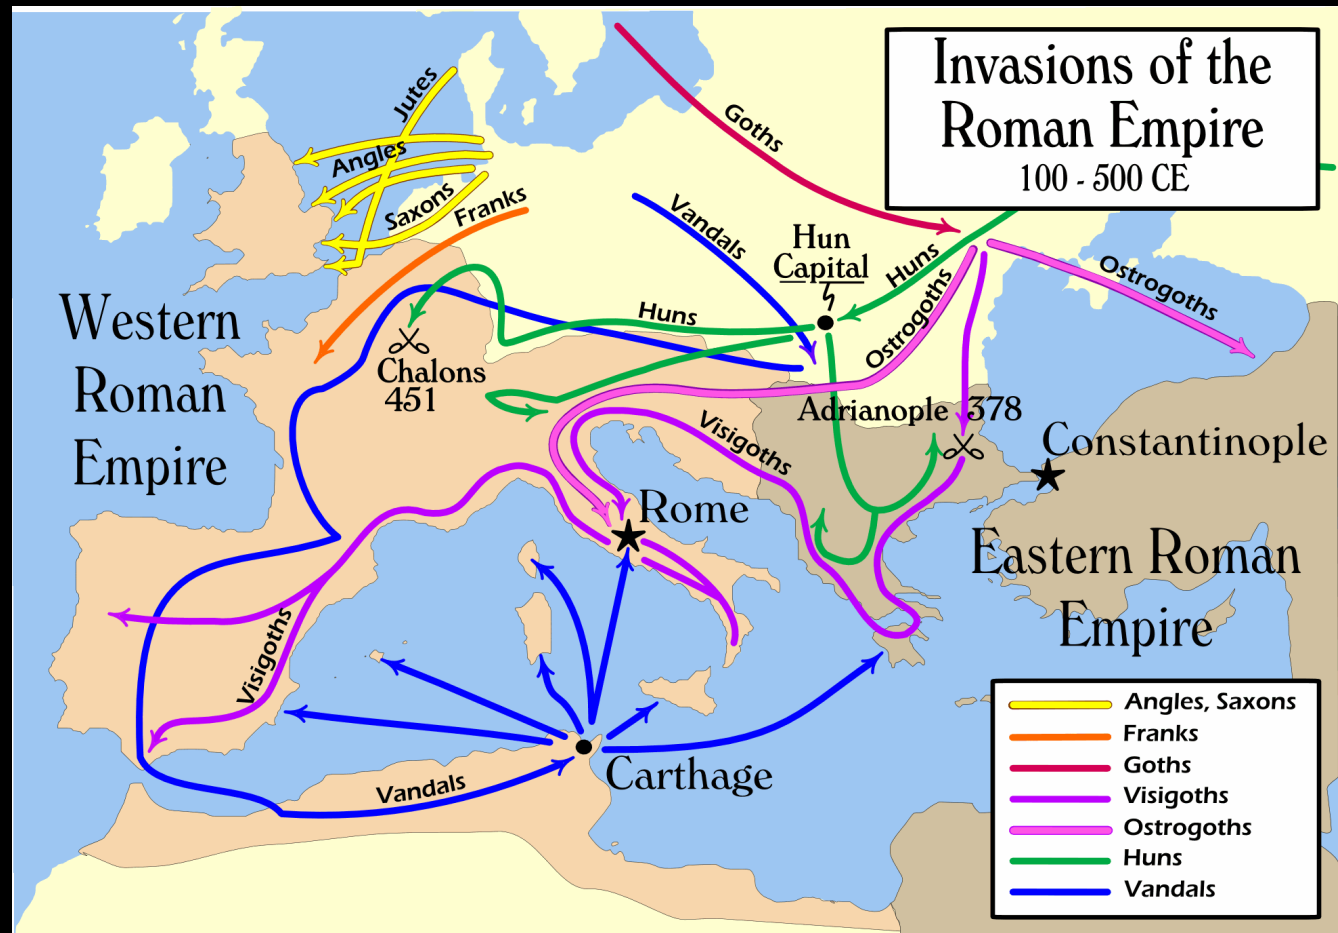 Invasions of the
Roman Empire
100 - 500 CE
Jutes
Angles
Saxons
Franks
Goths
Vandals
Hun
Capital
Huns
Ostrogoths
Ostrogoths
Huns
Western
Roman
Empire
Chalons
451
Adrianople 378
Constantinople
Visigoths
Rome
Eastern Roman
Empire
Visigoths
Vandals
Carthage
Angles, Saxons
Franks
Goths
Visigoths
Ostrogoths
Huns
Vandals